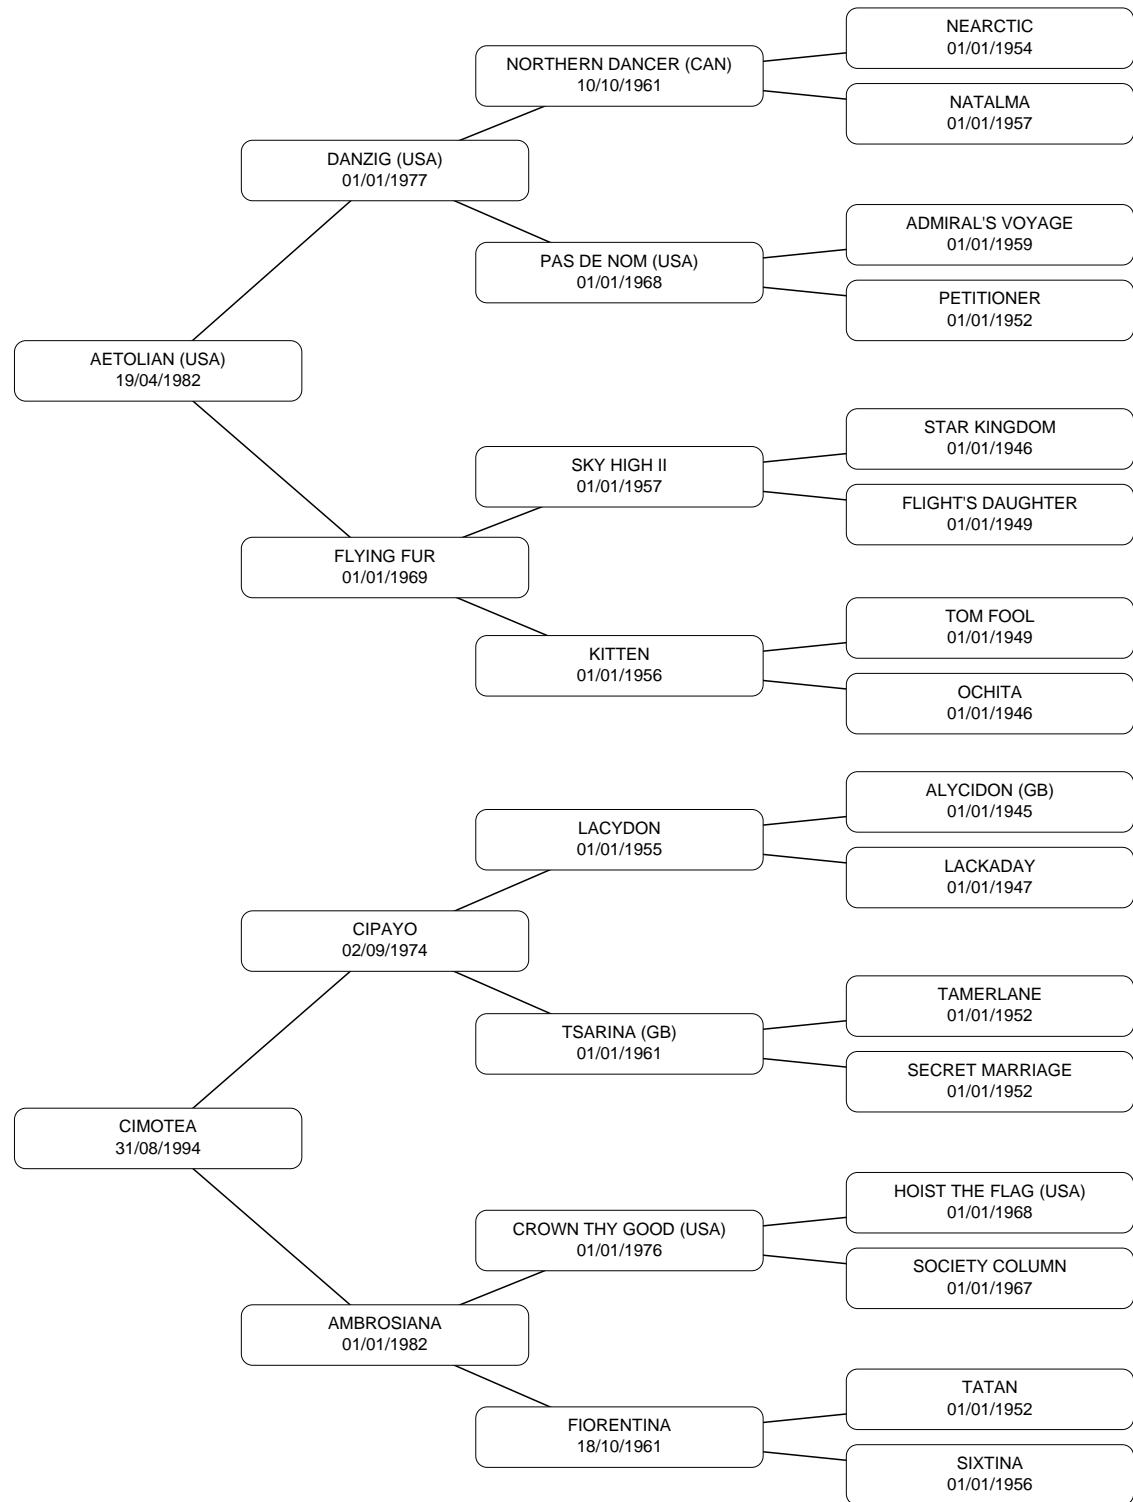 NEARCTIC
01/01/1954
NORTHERN DANCER (CAN)
10/10/1961
NATALMA
01/01/1957
DANZIG (USA)
01/01/1977
ADMIRAL'S VOYAGE
01/01/1959
PAS DE NOM (USA)
01/01/1968
PETITIONER
01/01/1952
AETOLIAN (USA)
19/04/1982
STAR KINGDOM
01/01/1946
SKY HIGH II
01/01/1957
FLIGHT'S DAUGHTER
01/01/1949
FLYING FUR
01/01/1969
TOM FOOL
01/01/1949
KITTEN
01/01/1956
OCHITA
01/01/1946
ALYCIDON (GB)
01/01/1945
LACYDON
01/01/1955
LACKADAY
01/01/1947
CIPAYO
02/09/1974
TAMERLANE
01/01/1952
TSARINA (GB)
01/01/1961
SECRET MARRIAGE
01/01/1952
CIMOTEA
31/08/1994
HOIST THE FLAG (USA)
01/01/1968
CROWN THY GOOD (USA)
01/01/1976
SOCIETY COLUMN
01/01/1967
AMBROSIANA
01/01/1982
TATAN
01/01/1952
FIORENTINA
18/10/1961
SIXTINA
01/01/1956